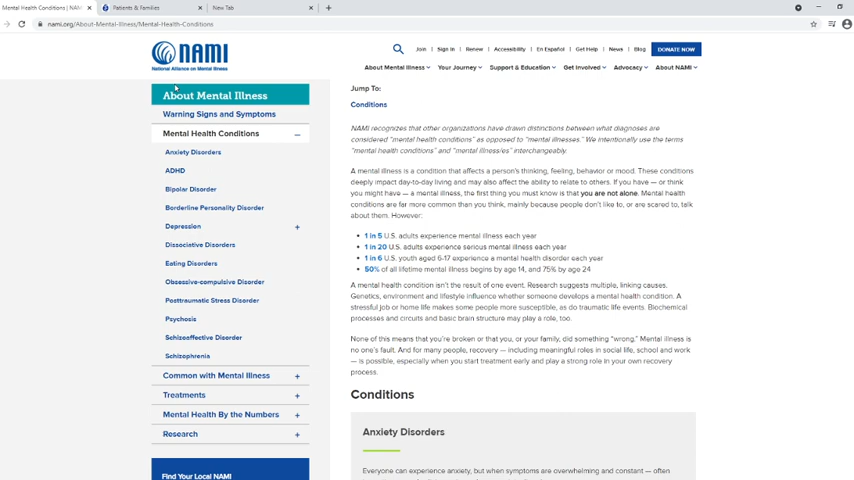 Mental Health Conditions | NAMI
Patients & Families
New Tab
nami.org/About-Mental-Illness/Mental-Health-Conditions
NAMI
National Alliance on Mental Illness
Join | Sign In | Renew | Accessibility | En Español | Get Help | News | Blog
DONATE NOW
About Mental Illness
Your Journey
Support & Education
Get Involved
Advocacy
About NAMI
About Mental Illness
Warning Signs and Symptoms
Mental Health Conditions –
Anxiety Disorders
ADHD
Bipolar Disorder
Borderline Personality Disorder
Depression +
Dissociative Disorders
Eating Disorders
Obsessive-compulsive Disorder
Posttraumatic Stress Disorder
Psychosis
Schizoaffective Disorder
Schizophrenia
Common with Mental Illness +
Treatments +
Mental Health By the Numbers +
Research +
Find Your Local NAMI
Jump To:
Conditions
NAMI recognizes that other organizations have drawn distinctions between what diagnoses are
considered "mental health conditions" as opposed to "mental illnesses." We intentionally use the terms
"mental health conditions" and "mental illness/es" interchangeably.
A mental illness is a condition that affects a person's thinking, feeling, behavior or mood. These conditions
deeply impact day-to-day living and may also affect the ability to relate to others. If you have — or think
you might have — a mental illness, the first thing you must know is that you are not alone. Mental health
conditions are far more common than you think, mainly because people don't like to, or are scared to, talk
about them. However:
• 1 in 5 U.S. adults experience mental illness each year
• 1 in 20 U.S. adults experience serious mental illness each year
• 1 in 6 U.S. youth aged 6-17 experience a mental health disorder each year
• 50% of all lifetime mental illness begins by age 14, and 75% by age 24
A mental health condition isn't the result of one event. Research suggests multiple, linking causes.
Genetics, environment and lifestyle influence whether someone develops a mental health condition. A
stressful job or home life makes some people more susceptible, as do traumatic life events. Biochemical
processes and circuits and basic brain structure may play a role, too.
None of this means that you're broken or that you, or your family, did something "wrong." Mental illness is
no one's fault. And for many people, recovery — including meaningful roles in social life, school and work
— is possible, especially when you start treatment early and play a strong role in your own recovery
process.
Conditions
Anxiety Disorders
Everyone can experience anxiety, but when symptoms are overwhelming and constant — often